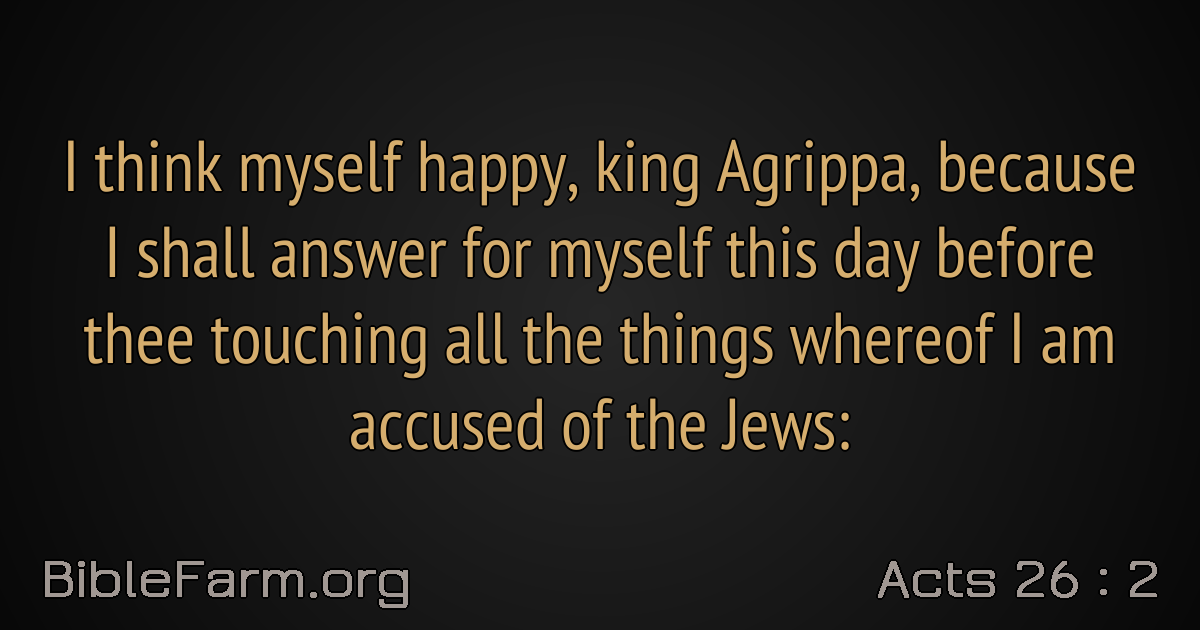 I think myself happy, king Agrippa, because
I shall answer for myself this day before
thee touching all the things whereof I am
accused of the Jews:
BibleFarm.org
Acts 26 : 2